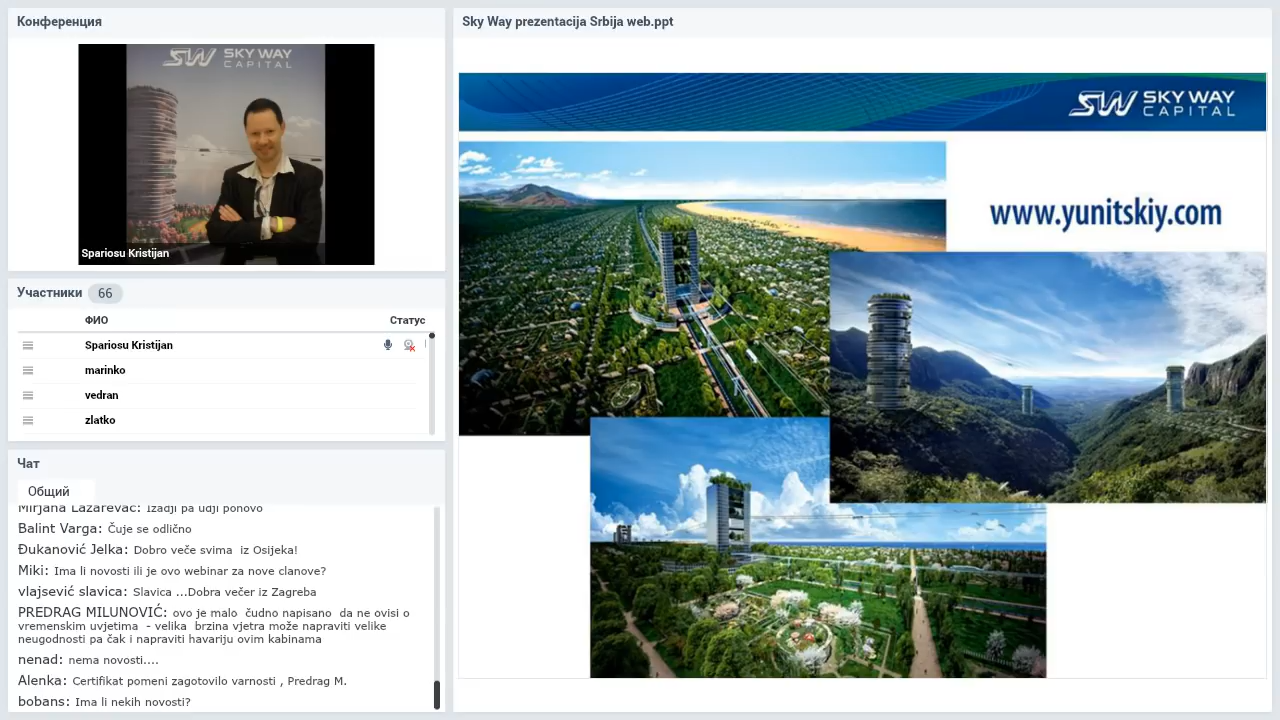 Конференция
SKY WAY
CAPITAL
Spariosu Kristijan
Участники 66
ФИО Статус
Spariosu Kristijan
marinko
vedran
zlatko
Чат
Общий
Mirjana Lazarevac: Izadji pa udji ponovo
Balint Varga: Čuje se odlično
Đukanović Jelka: Dobro veče svima iz Osijeka!
Miki: Ima li novosti ili je ovo webinar za nove clanove?
vlajsević slavica: Slavica ...Dobra večer iz Zagreba
PREDRAG MILUNOVIĆ: ovo je malo čudno napisano da ne ovisi o
vremenskim uvjetima - velika brzina vjetra može napraviti velike
neugodnosti pa čak i napraviti havariju ovim kabinama
nenad: nema novosti....
Alenka: Certifikat pomeni zagotovilo varnosti , Predrag M.
bobans: Ima li nekih novosti?
Sky Way prezentacija Srbija web.ppt
SW SKY WAY
CAPITAL
www.yunitskiy.com